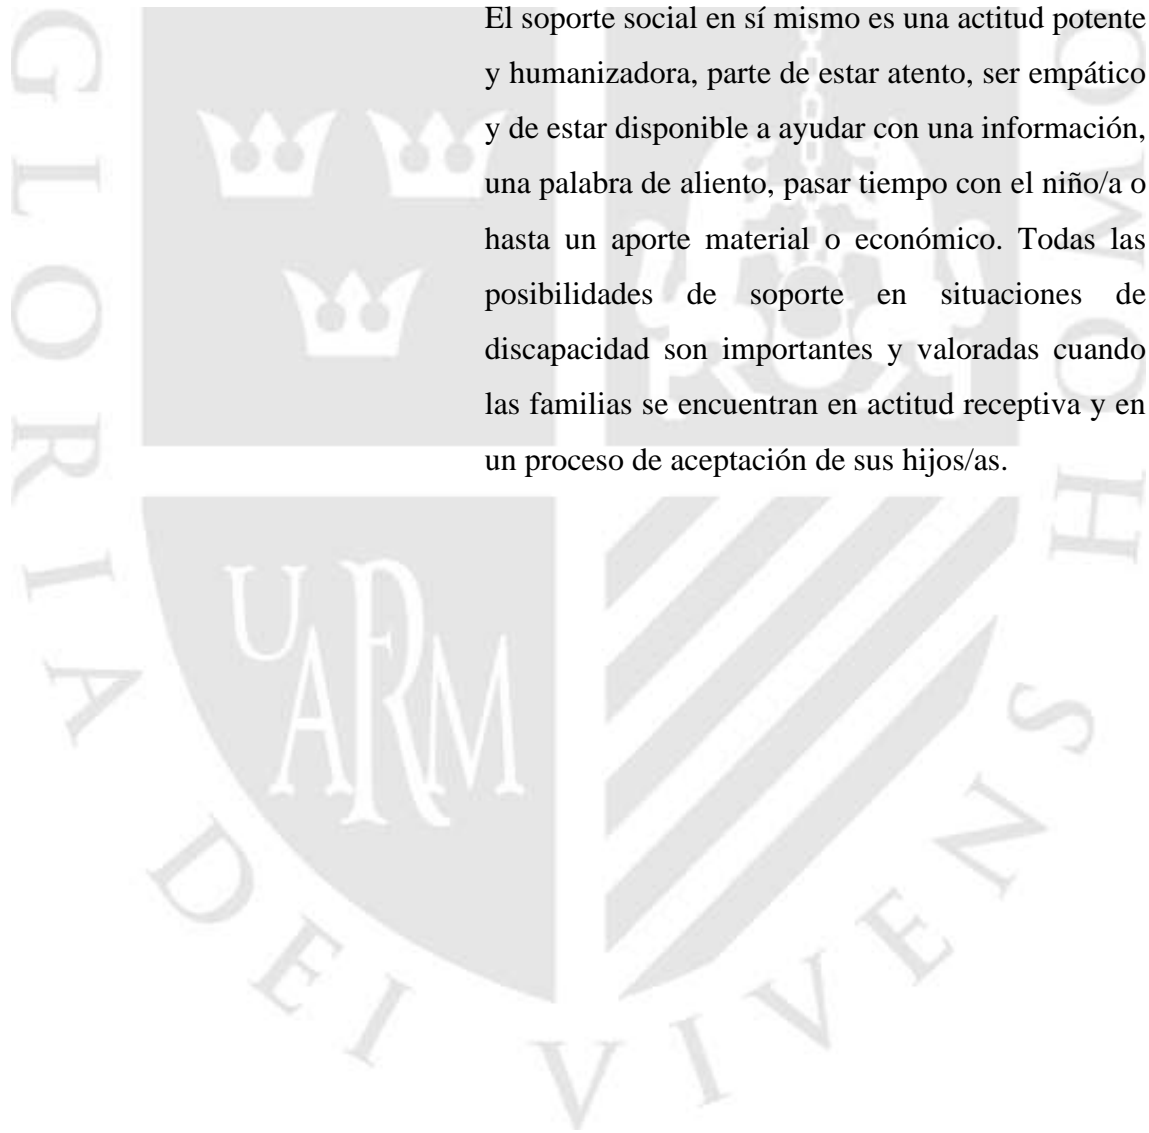 El soporte social en sí mismo es una actitud potente
y humanizadora, parte de estar atento, ser empático
y de estar disponible a ayudar con una información,
una palabra de aliento, pasar tiempo con el niño/a o
hasta un aporte material o económico. Todas las
posibilidades de soporte en situaciones de
discapacidad son importantes y valoradas cuando
las familias se encuentran en actitud receptiva y en
un proceso de aceptación de sus hijos/as.
GLORIA DEI VIVENS HOMO
UARM